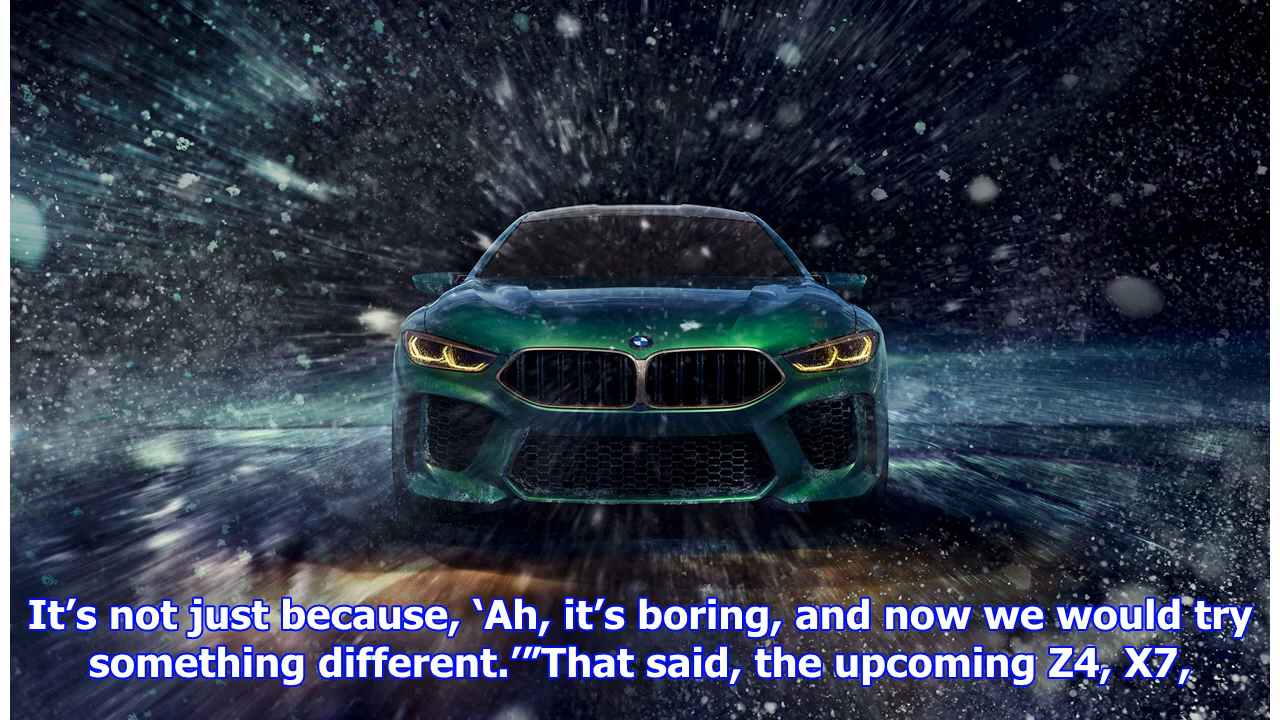 It’s not just because, ‘Ah, it’s boring, and now we would try
something different.’”That said, the upcoming Z4, X7,